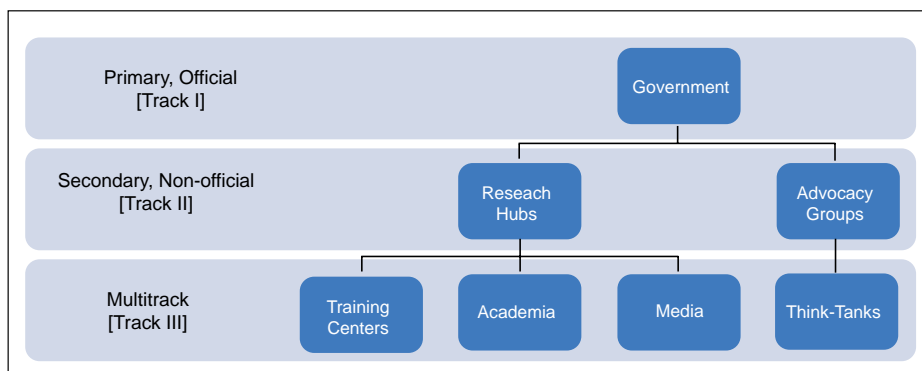 Primary, Official
[Track I]
Government
Secondary, Non-official
[Track II]
Reseach
Hubs
Advocacy
Groups
Multitrack
[Track III]
Training
Centers
Academia
Media
Think-Tanks